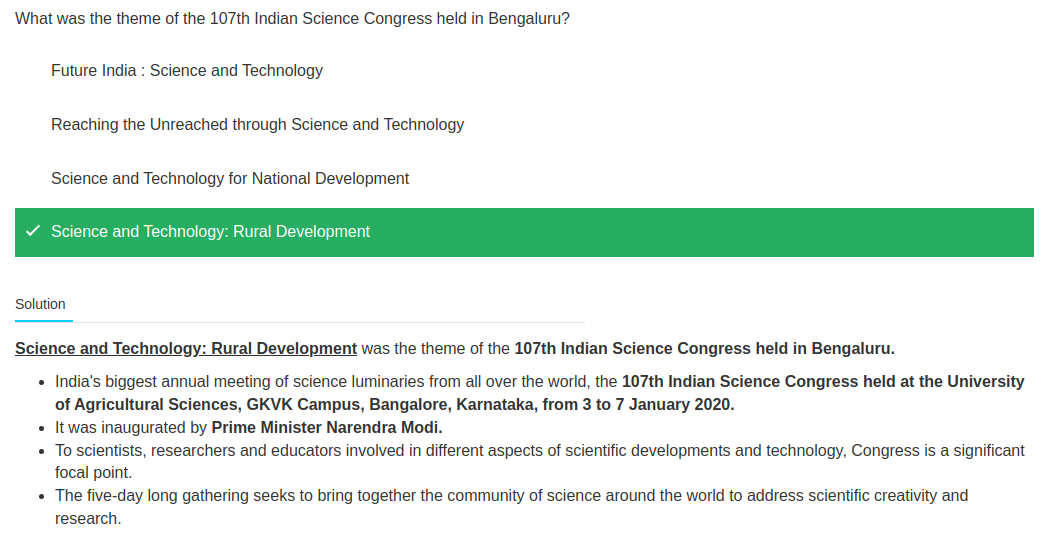 What was the theme of the 107th Indian Science Congress held in Bengaluru?
Future India : Science and Technology
Reaching the Unreached through Science and Technology
Science and Technology for National Development
Science and Technology: Rural Development
Solution
Science and Technology: Rural Development was the theme of the 107th Indian Science Congress held in Bengaluru.
India's biggest annual meeting of science luminaries from all over the world, the 107th Indian Science Congress held at the University
of Agricultural Sciences, GKVK Campus, Bangalore, Karnataka, from 3 to 7 January 2020.
It was inaugurated by Prime Minister Narendra Modi.
To scientists, researchers and educators involved in different aspects of scientific developments and technology, Congress is a significant
focal point.
The five-day long gathering seeks to bring together the community of science around the world to address scientific creativity and
research.